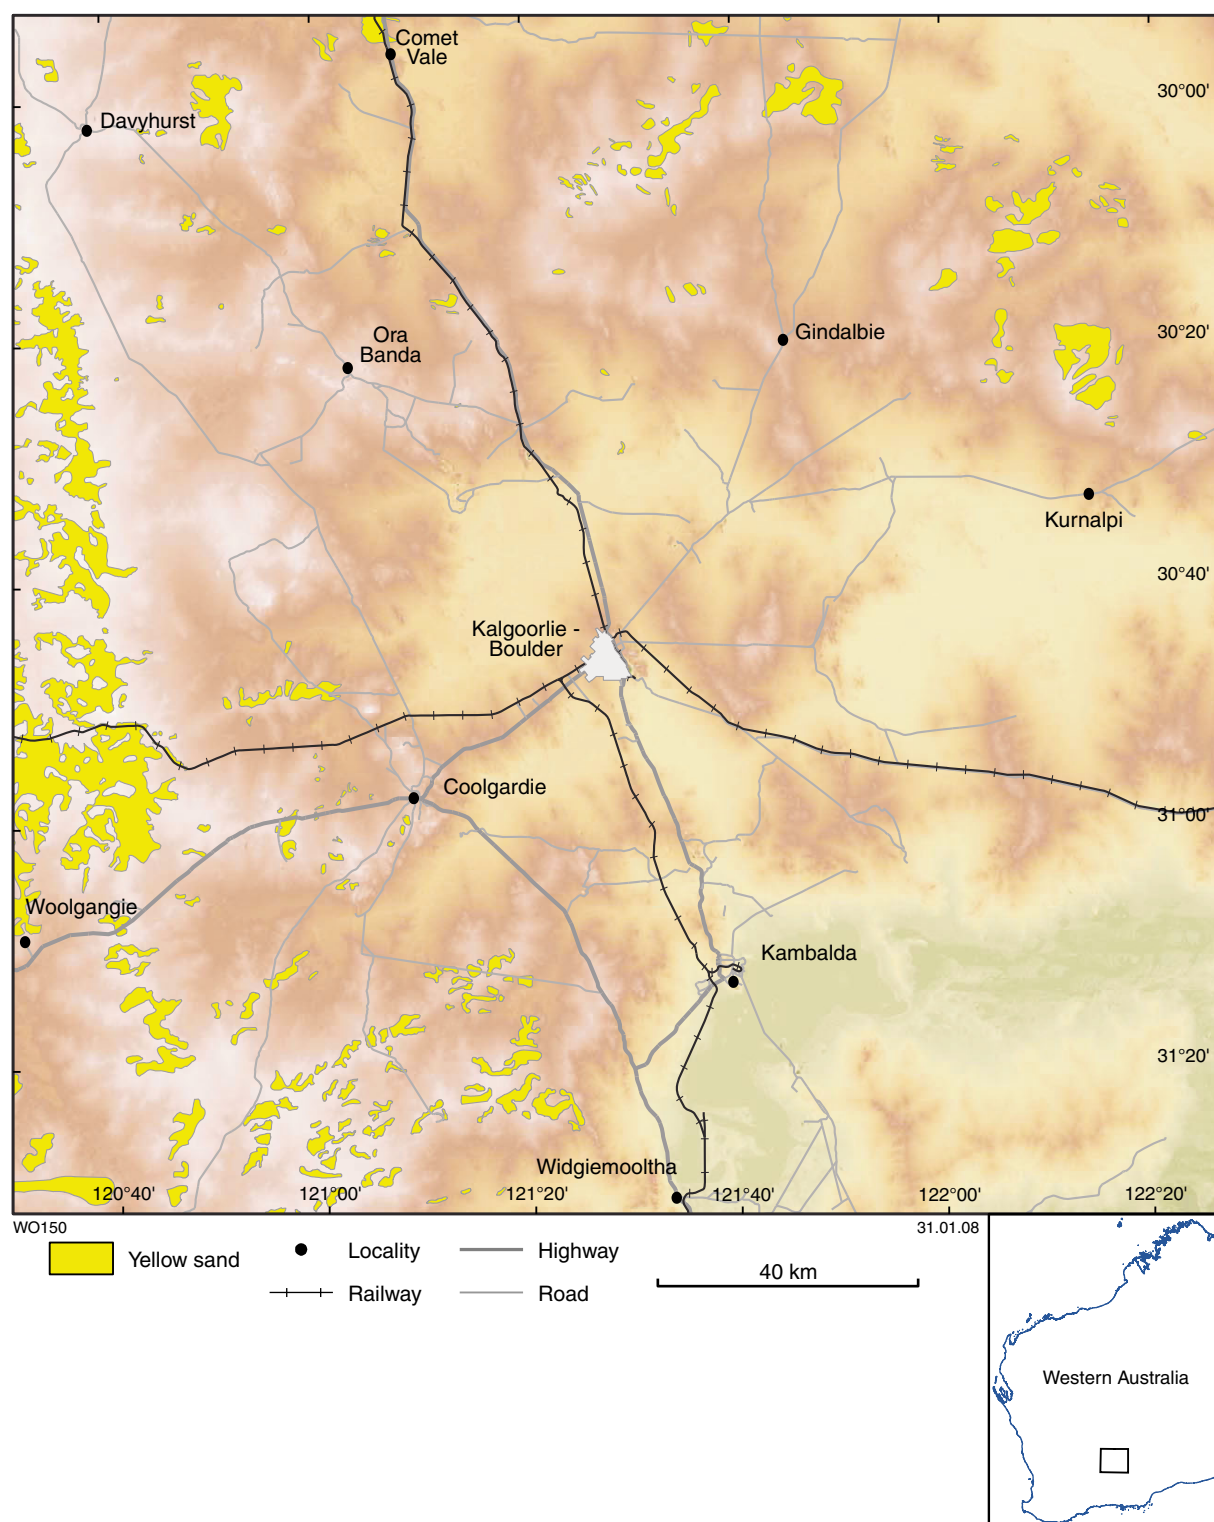 Comet
Vale
30°00'
Davyhurst
Ora
Banda
Gindalbie
30°20'
Kurnalpi
30°40'
Kalgoorlie -
Boulder
Coolgardie
31°00'
Woolgangie
Kambalda
31°20'
Widgiemooltha
120°40'
121°00'
121°20'
121°40'
122°00'
122°20'
WO150
31.01.08
Yellow sand
Locality
Highway
40 km
Railway
Road
Western Australia